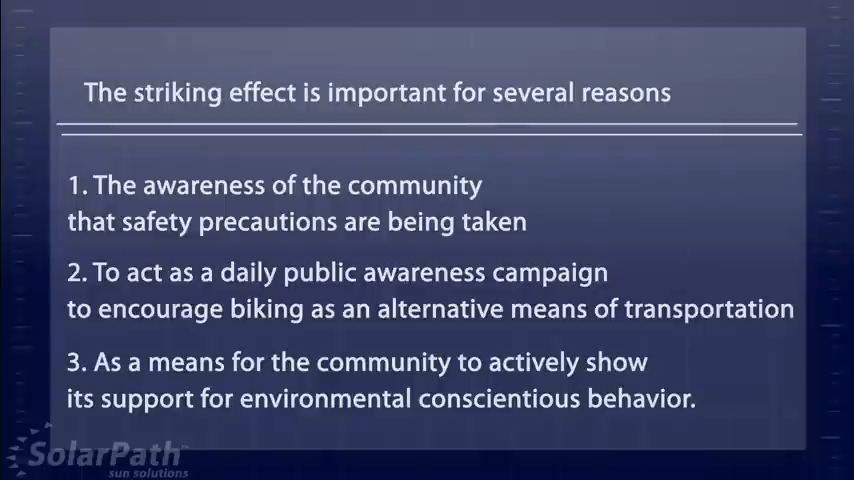 The striking effect is important for several reasons
1. The awareness of the community
that safety precautions are being taken
2. To act as a daily public awareness campaign
to encourage biking as an alternative means of transportation
3. As a means for the community to actively show
its support for environmental conscientious behavior.
SolarPath™
sun solutions